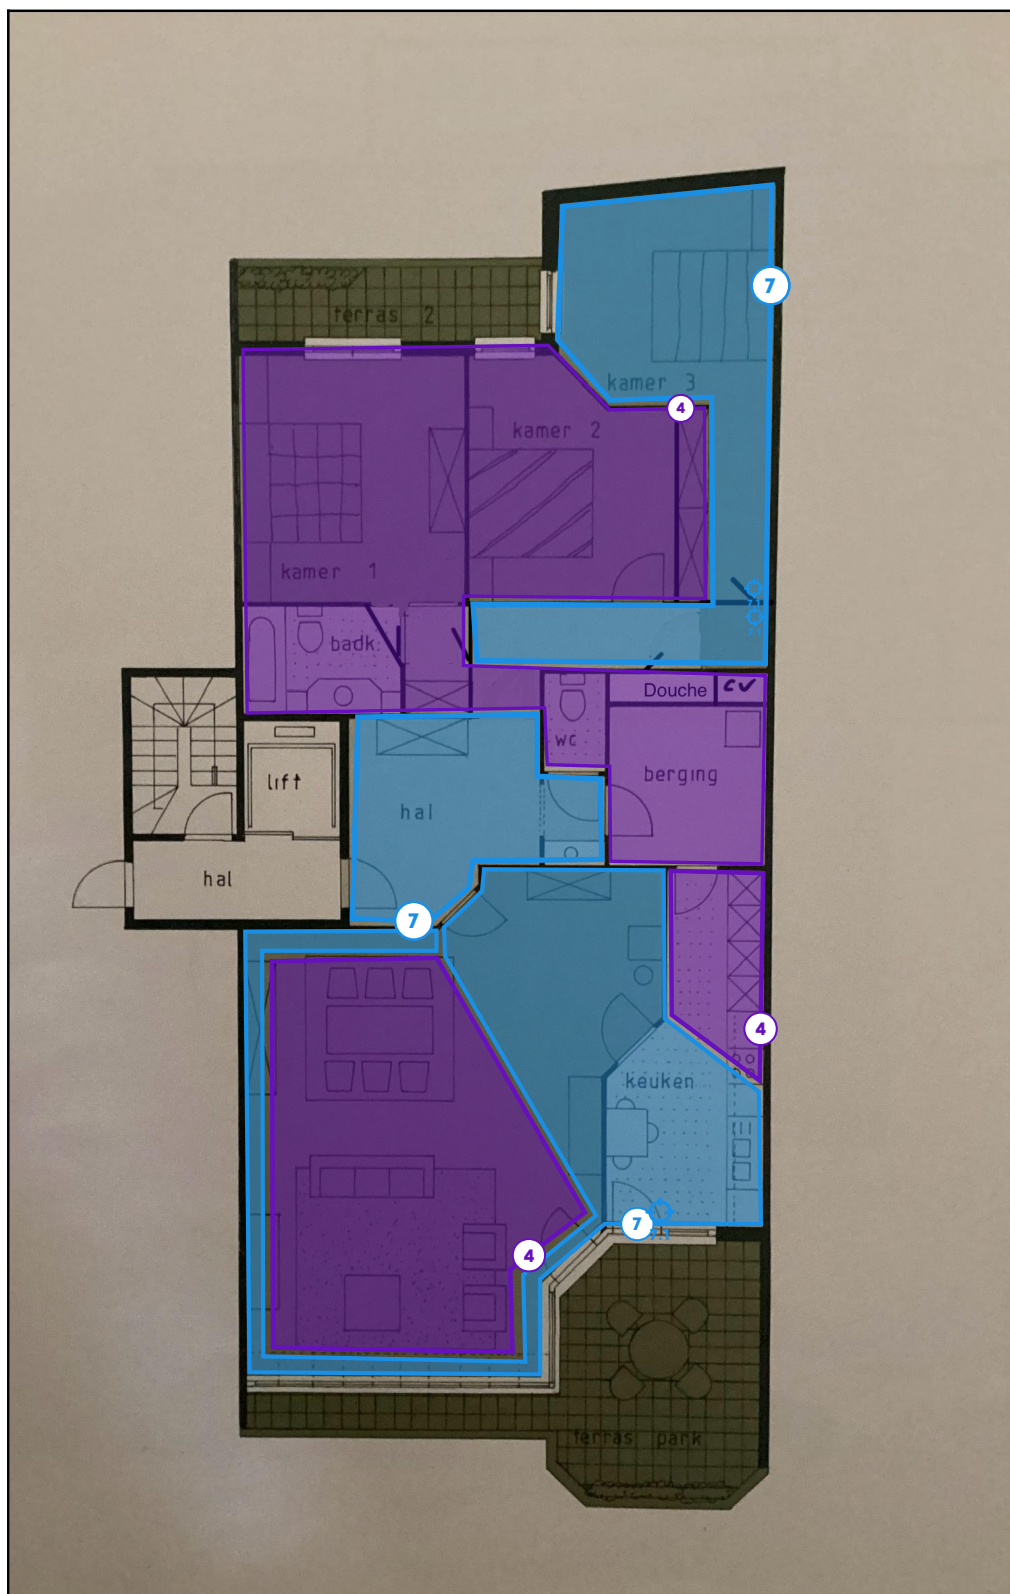 terras 2
7
kamer 3
4
kamer 2
kamer 1
badk.
Douche
CV
wc
berging
lift
hal
hal
7
4
keuken
7
4
terras park